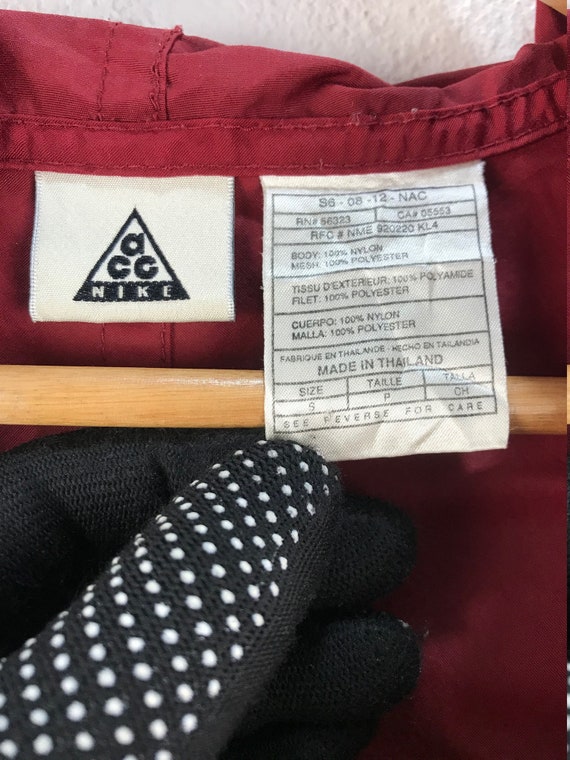 a
CCG
NIKE
S6 - 08 - 12 - NAC
RN# 56323 CA# 05553
RFC # NME 920220 KL4
BODY: 100% NYLON
MESH: 100% POLYESTER
TISSU D'EXTERIEUR: 100% POLYAMIDE
FILET: 100% POLYESTER
CUERPO: 100% NYLON
MALLA: 100% POLYESTER
FABRIQUE EN THAILANDE - HECHO EN TAILANDIA
MADE IN THAILAND
SIZE TAILLE TALLA
S P CH
SEE REVERSE FOR CARE